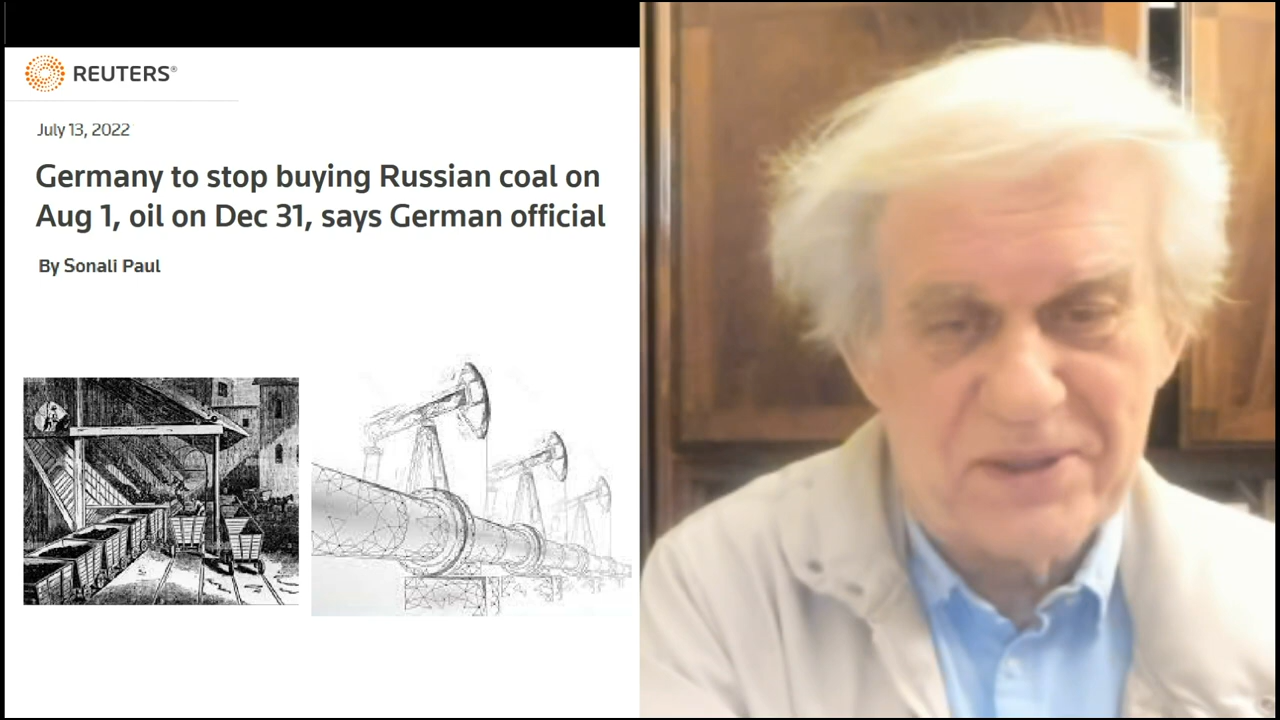 REUTERS®
July 13, 2022
Germany to stop buying Russian coal on
Aug 1, oil on Dec 31, says German official
By Sonali Paul